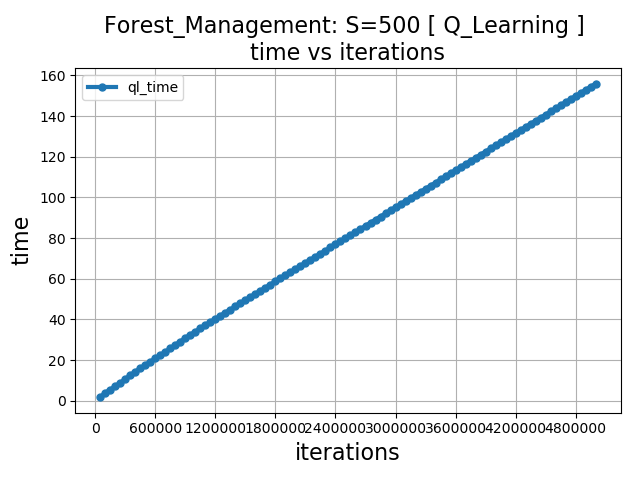 Forest_Management: S=500 [ Q_Learning ]
time vs iterations
ql_time
160
140
120
100
80
60
40
20
0
time
0 600000 1200000 1800000 2400000 3000000 3600000 4200000 4800000
iterations